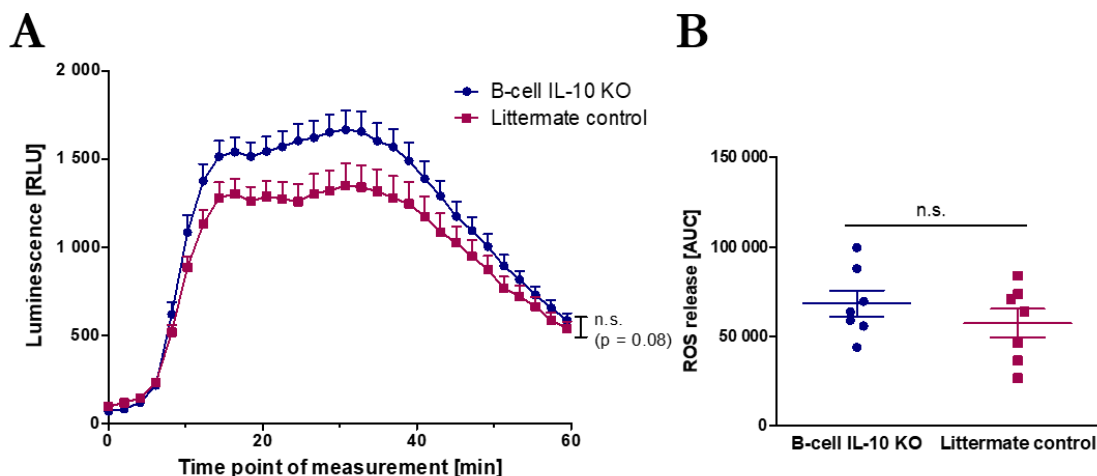 A
Luminescence [RLU]
2 000
1 500
1 000
500
0
0
20
40
60
Time point of measurement [min]
B-cell IL-10 KO
Littermate control
n.s.
(p = 0.08)
B
ROS release [AUC]
150 000
100 000
50 000
0
n.s.
B-cell IL-10 KO
Littermate control